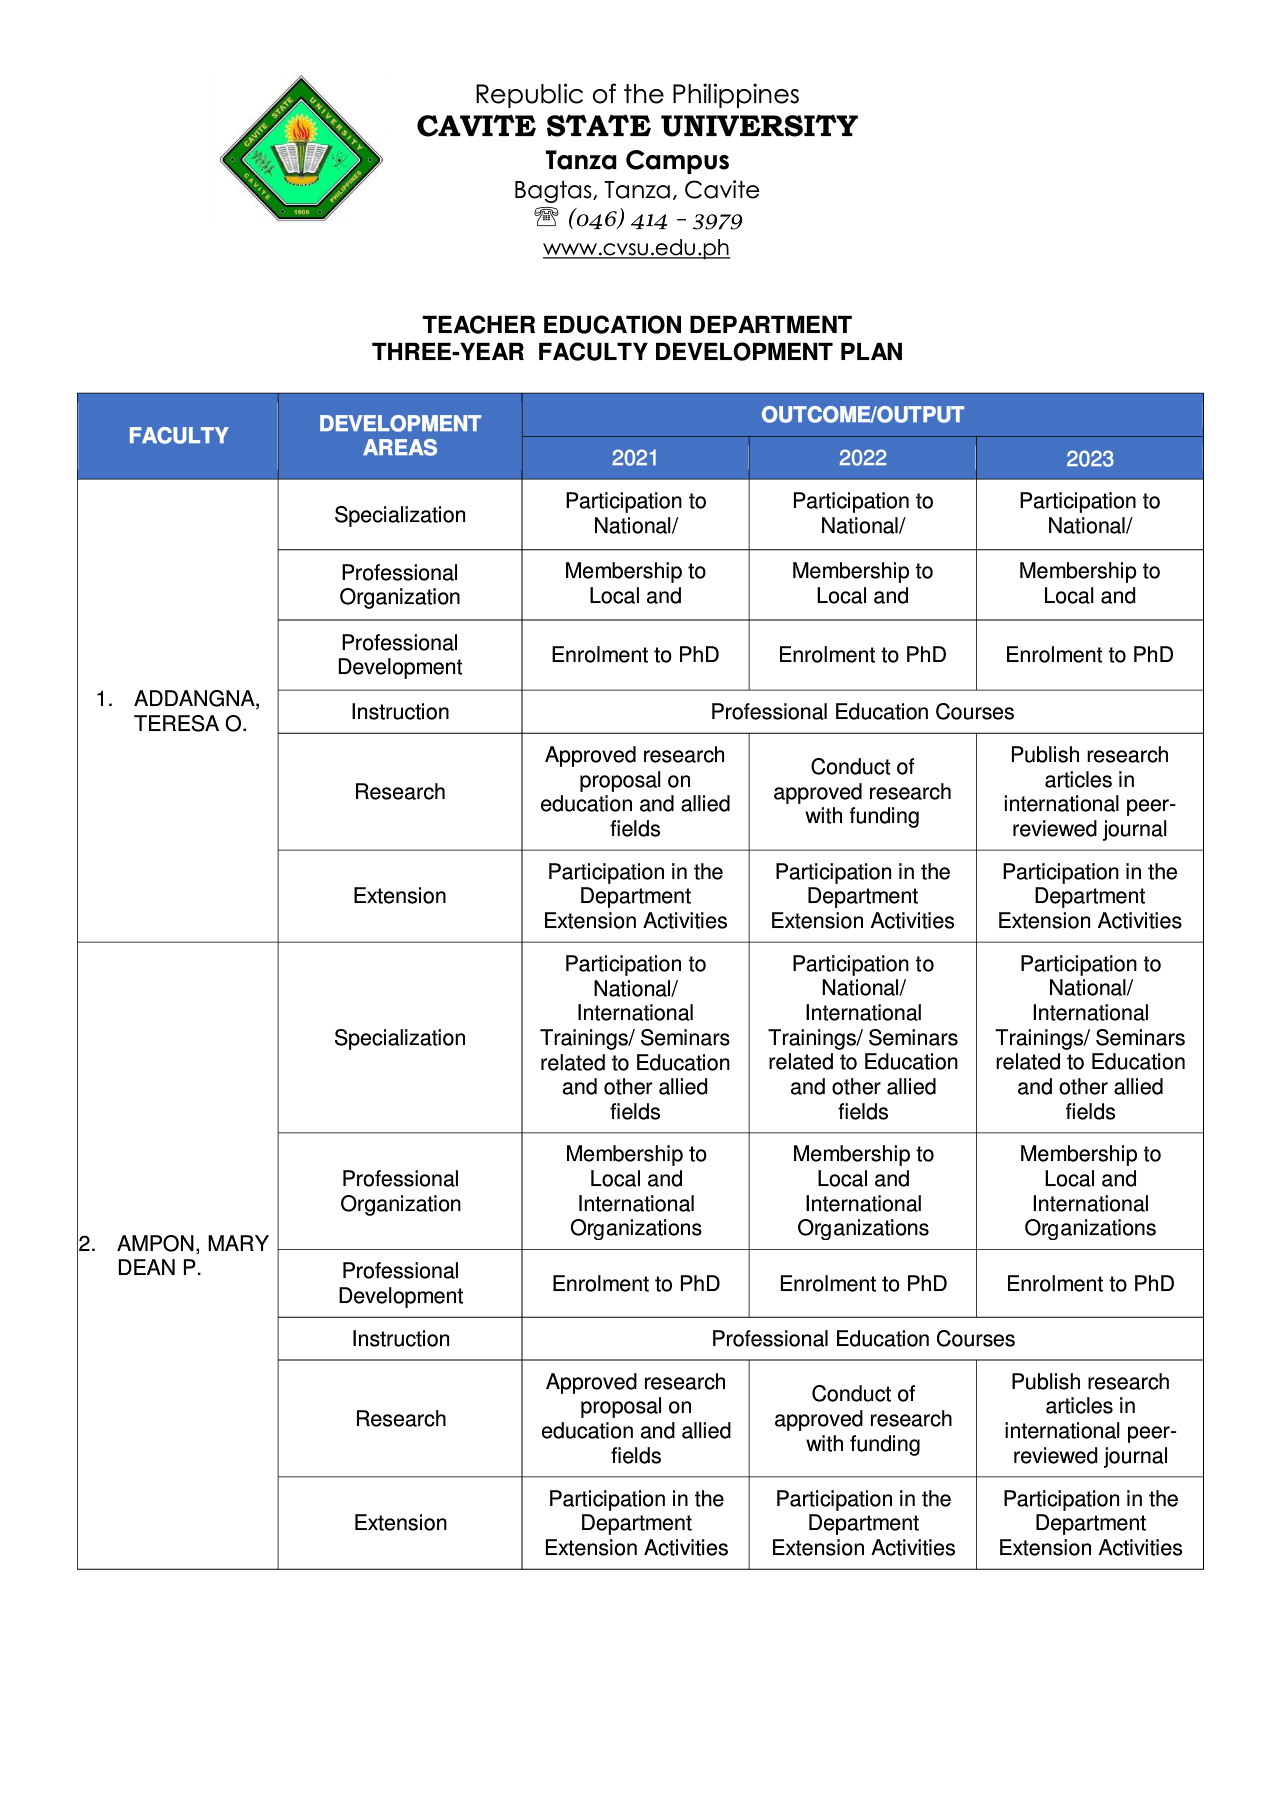 CAVITE STATE UNIVERSITY
CAVITE
PHILIPPINES
1906
Republic of the Philippines
CAVITE STATE UNIVERSITY
Tanza Campus
Bagtas, Tanza, Cavite
☏ (046) 414 – 3979
www.cvsu.edu.ph
TEACHER EDUCATION DEPARTMENT
THREE-YEAR FACULTY DEVELOPMENT PLAN
FACULTY
DEVELOPMENT
AREAS
OUTCOME/OUTPUT
2021
2022
2023
1. ADDANGNA,
TERESA O.
Specialization
Participation to
National/
Participation to
National/
Participation to
National/
Professional
Organization
Membership to
Local and
Membership to
Local and
Membership to
Local and
Professional
Development
Enrolment to PhD
Enrolment to PhD
Enrolment to PhD
Instruction
Professional Education Courses
Research
Approved research
proposal on
education and allied
fields
Conduct of
approved research
with funding
Publish research
articles in
international peer-
reviewed journal
Extension
Participation in the
Department
Extension Activities
Participation in the
Department
Extension Activities
Participation in the
Department
Extension Activities
2. AMPON, MARY
DEAN P.
Specialization
Participation to
National/
International
Trainings/ Seminars
related to Education
and other allied
fields
Participation to
National/
International
Trainings/ Seminars
related to Education
and other allied
fields
Participation to
National/
International
Trainings/ Seminars
related to Education
and other allied
fields
Professional
Organization
Membership to
Local and
International
Organizations
Membership to
Local and
International
Organizations
Membership to
Local and
International
Organizations
Professional
Development
Enrolment to PhD
Enrolment to PhD
Enrolment to PhD
Instruction
Professional Education Courses
Research
Approved research
proposal on
education and allied
fields
Conduct of
approved research
with funding
Publish research
articles in
international peer-
reviewed journal
Extension
Participation in the
Department
Extension Activities
Participation in the
Department
Extension Activities
Participation in the
Department
Extension Activities